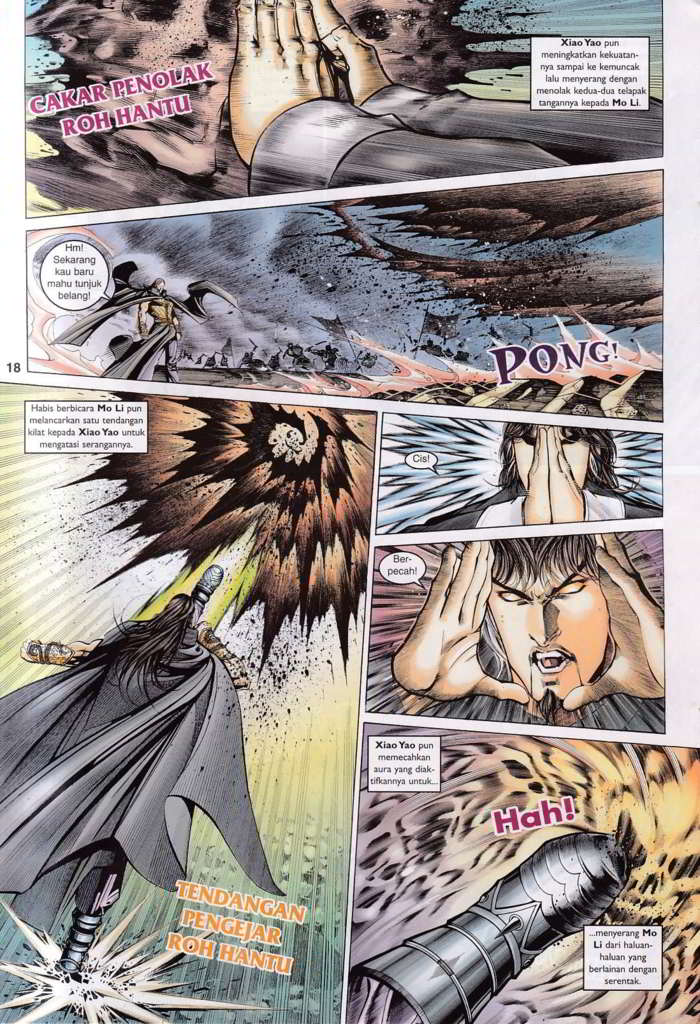 Xiao Yao pun
meningkatkan kekuatan-
nya sampai ke kemuncak
lalu menyerang dengan
menolak kedua-dua telapak
tangannya kepada Mo Li.
CAKAR PENOLAK
ROH HANTU
Hm!
Sekarang
kau baru
mahu tunjuk
belang!
PONG!
18
Habis berbicara Mo Li pun
melancarkan satu tendangan
kilat kepada Xiao Yao untuk
mengatasi serangannya.
Cis!
Ber-
pecah!
TENDANGAN
PENGEJAR
ROH HANTU
Xiao Yao pun
memecahkan
aura yang diak-
tifkannya untuk...
Hah!
...menyerang Mo
Li dari haluan-
haluan yang
berlainan dengan
serentak.